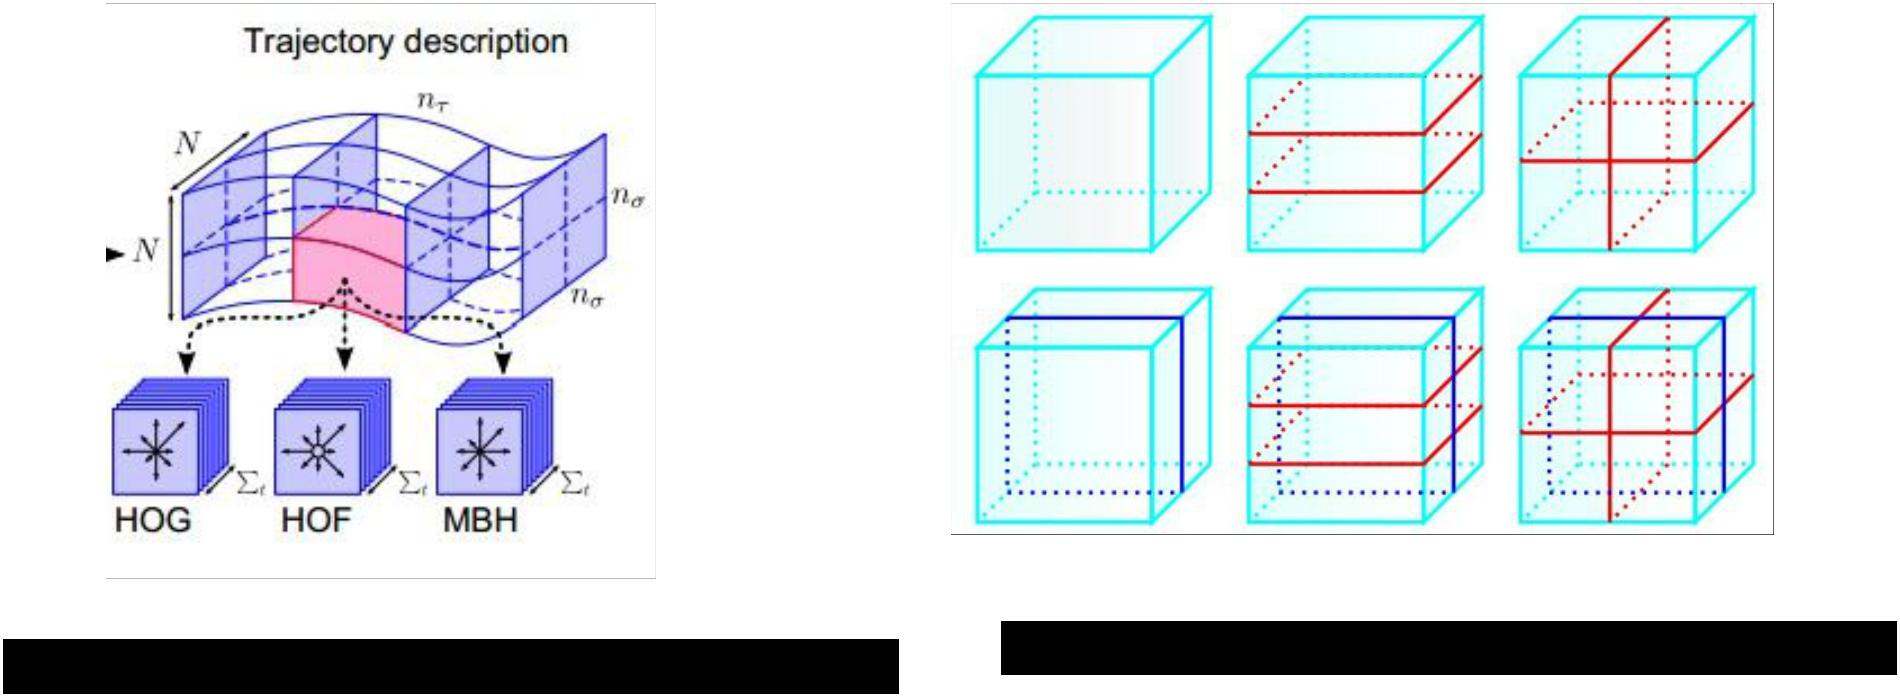 Trajectory description
n_τ
N
n_σ
N
n_σ
Σ_t Σ_t Σ_t
HOG HOF MBH